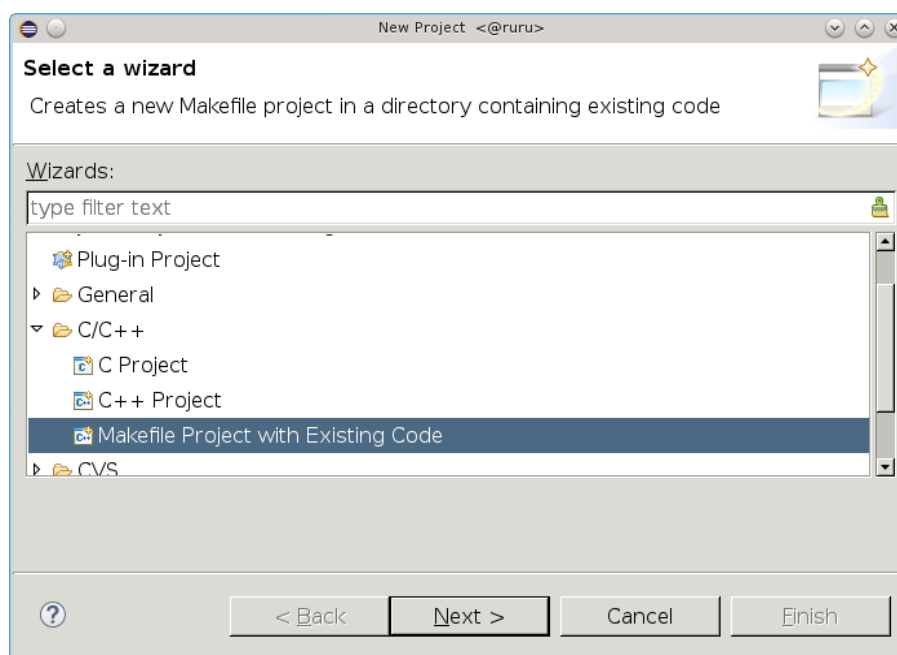 New Project <@ruru>
Select a wizard
Creates a new Makefile project in a directory containing existing code
Wizards:
type filter text
Plug-in Project
General
C/C++
C Project
C++ Project
Makefile Project with Existing Code
CVS
< Back Next > Cancel Finish